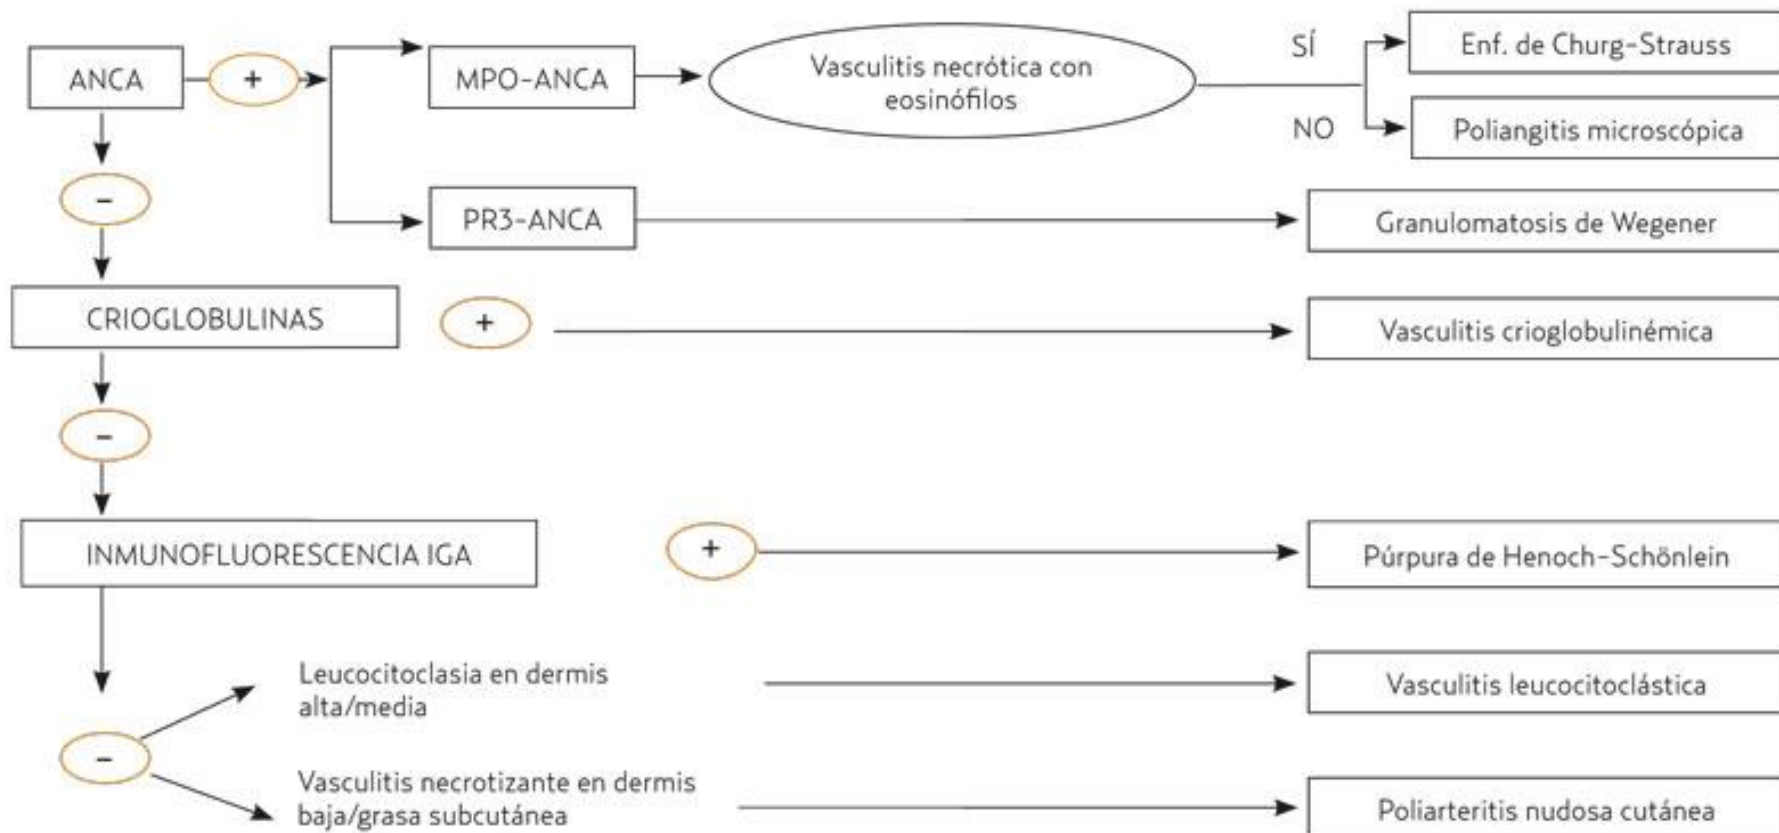 ANCA
+
MPO-ANCA
Vasculitis necrótica con
eosinófilos
SÍ
Enf. de Churg-Strauss
NO
Poliangitis microscópica
-
PR3-ANCA
Granulomatosis de Wegener
CRIOGLOBULINAS
+
Vasculitis crioglobulinémica
-
INMUNOFLUORESCENCIA IGA
+
Púrpura de Henoch-Schönlein
-
Leucocitoclasia en dermis
alta/media
Vasculitis leucocitoclástica
Vasculitis necrotizante en dermis
baja/grasa subcutánea
Poliarteritis nudosa cutánea